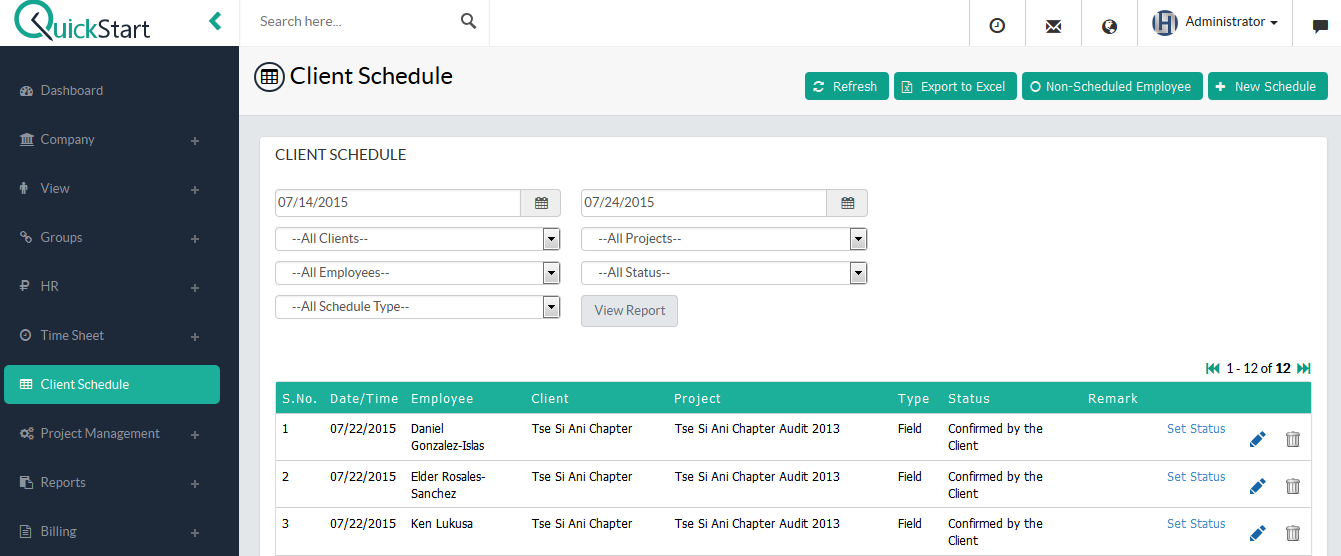 QuickStart
Search here...
Administrator
Dashboard
Company
View
Groups
HR
Time Sheet
Client Schedule
Project Management
Reports
Billing
Client Schedule
Refresh
Export to Excel
Non-Scheduled Employee
New Schedule
CLIENT SCHEDULE
07/14/2015 07/24/2015
--All Clients-- --All Projects--
--All Employees-- --All Status--
--All Schedule Type-- View Report
1 - 12 of 12
S.No. Date/Time Employee Client Project Type Status Remark
1 07/22/2015 Daniel Tse Si Ani Chapter Tse Si Ani Chapter Audit 2013 Field Confirmed by the Set Status
Gonzalez-Islas Client
2 07/22/2015 Elder Rosales- Tse Si Ani Chapter Tse Si Ani Chapter Audit 2013 Field Confirmed by the Set Status
Sanchez Client
3 07/22/2015 Ken Lukusa Tse Si Ani Chapter Tse Si Ani Chapter Audit 2013 Field Confirmed by the Set Status
Client